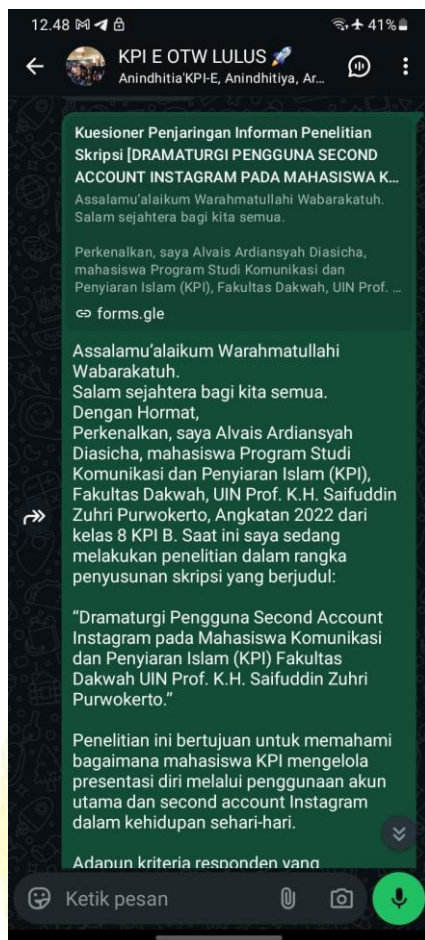 12.48
41%
KPI E OTW LULUS 🚀
Anindhitia'KPI-E, Anindhitiya, Ar...
Kuesioner Penjaringan Informan Penelitian
Skripsi [DRAMATURGI PENGGUNA SECOND
ACCOUNT INSTAGRAM PADA MAHASISWA K...
Assalamu'alaikum Warahmatullahi Wabarakatuh.
Salam sejahtera bagi kita semua.
Perkenalkan, saya Alvais Ardiansyah Diasicha,
mahasiswa Program Studi Komunikasi dan
Penyiaran Islam (KPI), Fakultas Dakwah, UIN Prof. ...
forms.gle
Assalamu'alaikum Warahmatullahi
Wabarakatuh.
Salam sejahtera bagi kita semua.
Dengan Hormat,
Perkenalkan, saya Alvais Ardiansyah
Diasicha, mahasiswa Program Studi
Komunikasi dan Penyiaran Islam (KPI),
Fakultas Dakwah, UIN Prof. K.H. Saifuddin
Zuhri Purwokerto, Angkatan 2022 dari
kelas 8 KPI B. Saat ini saya sedang
melakukan penelitian dalam rangka
penyusunan skripsi yang berjudul:
“Dramaturgi Pengguna Second Account
Instagram pada Mahasiswa Komunikasi
dan Penyiaran Islam (KPI) Fakultas
Dakwah UIN Prof. K.H. Saifuddin Zuhri
Purwokerto.”
Penelitian ini bertujuan untuk memahami
bagaimana mahasiswa KPI mengelola
presentasi diri melalui penggunaan akun
utama dan second account Instagram
dalam kehidupan sehari-hari.
Adapun kriteria responden yang
Ketik pesan